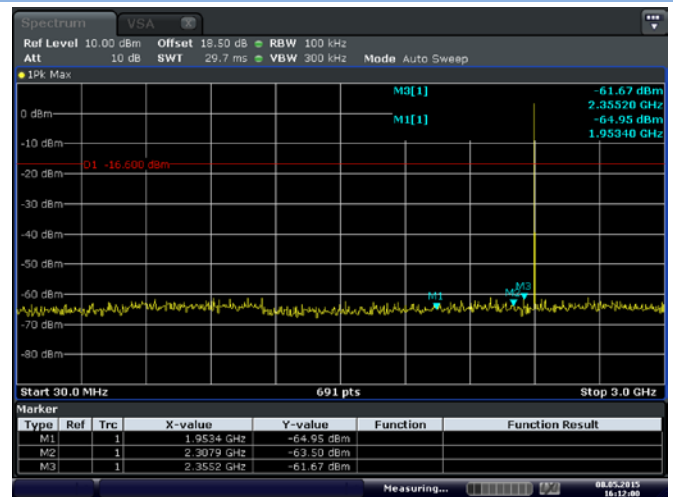 Spectrum VSA X
Ref Level 10.00 dBm Offset 18.50 dB RBW 100 kHz
Att 10 dB SWT 29.7 ms VBW 300 kHz Mode Auto Sweep
1Pk Max
M3[1] -61.67 dBm
2.35520 GHz
0 dBm
M1[1] -64.95 dBm
1.95340 GHz
-10 dBm
D1 -16.600 dBm
-20 dBm
-30 dBm
-40 dBm
-50 dBm
M3
-60 dBm
M1 M2
-70 dBm
-80 dBm
Start 30.0 MHz 691 pts Stop 3.0 GHz
Marker
Type Ref Trc X-value Y-value Function Function Result
M1 1 1.9534 GHz -64.95 dBm
M2 1 2.3079 GHz -63.50 dBm
M3 1 2.3552 GHz -61.67 dBm
Measuring... 08.05.2015
16:12:00